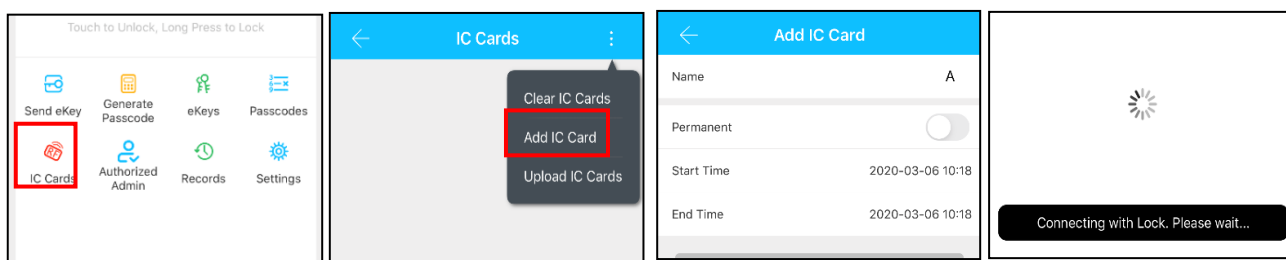 Touch to Unlock, Long Press to Lock
Send eKey
Generate
Passcode
eKeys
Passcodes
IC Cards
Authorized
Admin
Records
Settings
IC Cards
Clear IC Cards
Add IC Card
Upload IC Cards
Add IC Card
Name A
Permanent
Start Time 2020-03-06 10:18
End Time 2020-03-06 10:18
Connecting with Lock. Please wait...